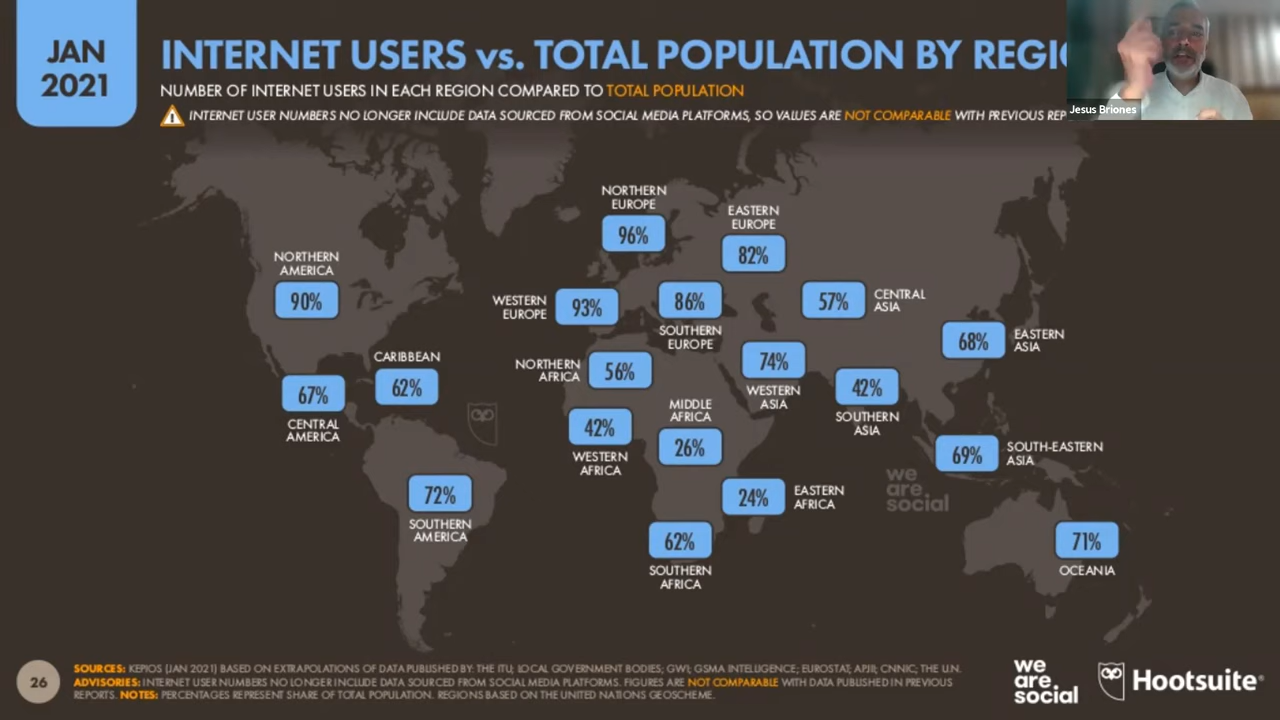 JAN
2021
INTERNET USERS vs. TOTAL POPULATION BY
NUMBER OF INTERNET USERS IN EACH REGION COMPARED TO TOTAL POPULATION
INTERNET USER NUMBERS NO LONGER INCLUDE DATA SOURCED FROM SOCIAL MEDIA PLATFORMS, SO VALUES ARE NOT COMPARABLE WITH PREVIOUS
Jesus Briones
NORTHERN
EUROPE
96%
EASTERN
EUROPE
82%
NORTHERN
AMERICA
90%
WESTERN
EUROPE
93%
86%
SOUTHERN
EUROPE
57%
CENTRAL
ASIA
68%
EASTERN
ASIA
CARIBBEAN
62%
67%
CENTRAL
AMERICA
NORTHERN
AFRICA
56%
74%
WESTERN
ASIA
42%
SOUTHERN
ASIA
42%
WESTERN
AFRICA
MIDDLE
AFRICA
26%
69%
SOUTH-EASTERN
ASIA
72%
SOUTHERN
AMERICA
24%
EASTERN
AFRICA
we
are
social
62%
SOUTHERN
AFRICA
71%
OCEANIA
26
SOURCES: KEPIOS (JAN 2021) BASED ON EXTRAPOLATIONS OF DATA PUBLISHED BY: THE ITU; LOCAL GOVERNMENT BODIES; GWI; GSMA INTELLIGENCE; EUROSTAT; APJII; CNNIC; THE U.N.
ADVISORIES: INTERNET USER NUMBERS NO LONGER INCLUDE DATA SOURCED FROM SOCIAL MEDIA PLATFORMS. FIGURES ARE NOT COMPARABLE WITH DATA PUBLISHED IN PREVIOUS
REPORTS. NOTES: PERCENTAGES REPRESENT SHARE OF TOTAL POPULATION. REGIONS BASED ON THE UNITED NATIONS GEOSCHEME.
we
are
social
Hootsuite®